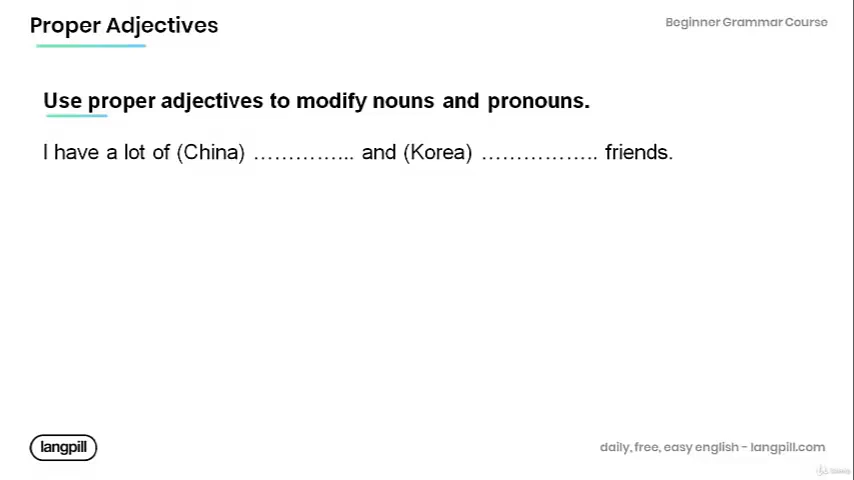 Proper Adjectives
Beginner Grammar Course
Use proper adjectives to modify nouns and pronouns.
I have a lot of (China) ………….. and (Korea) …………….. friends.
langpill
daily, free, easy english - langpill.com
Udemy